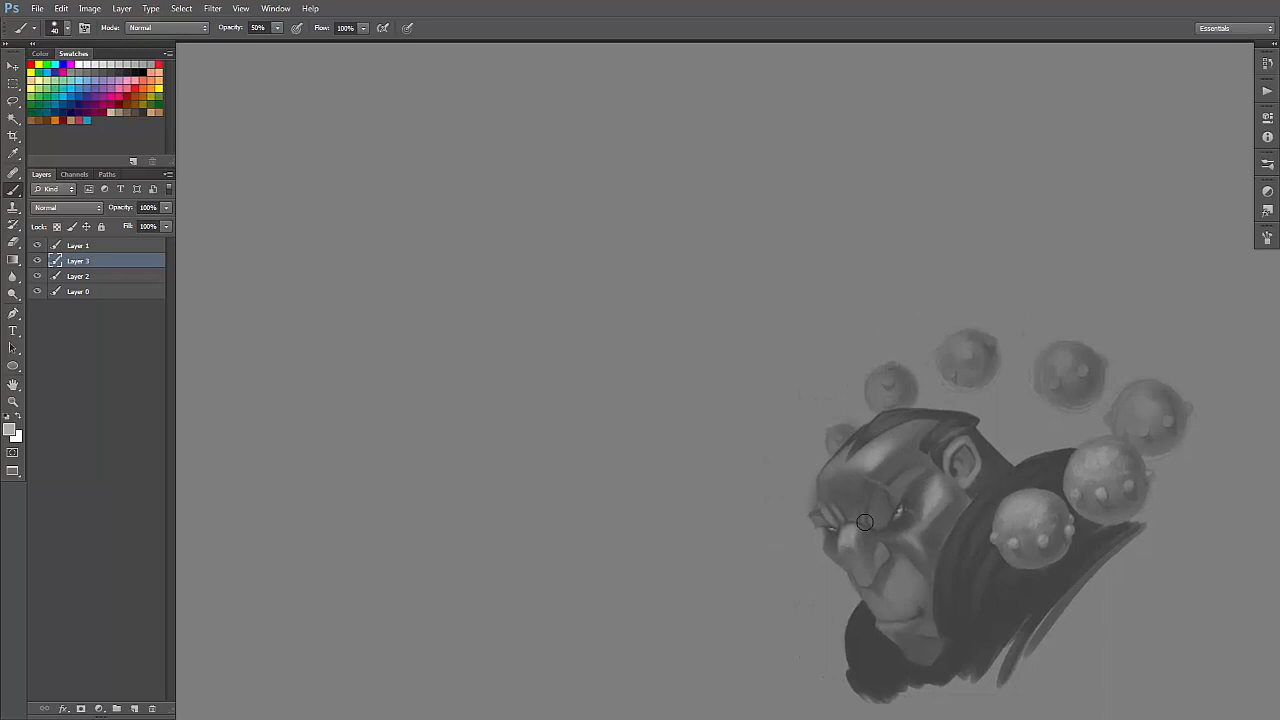 Ps File Edit Image Layer Type Select Filter View Window Help
40 Mode: Normal Opacity: 50% Flow: 100% Essentials
Color Swatches
Layers Channels Paths
Kind
Normal Opacity: 100%
Lock: Fill: 100%
Layer 1
Layer 3
Layer 2
Layer 0
fx